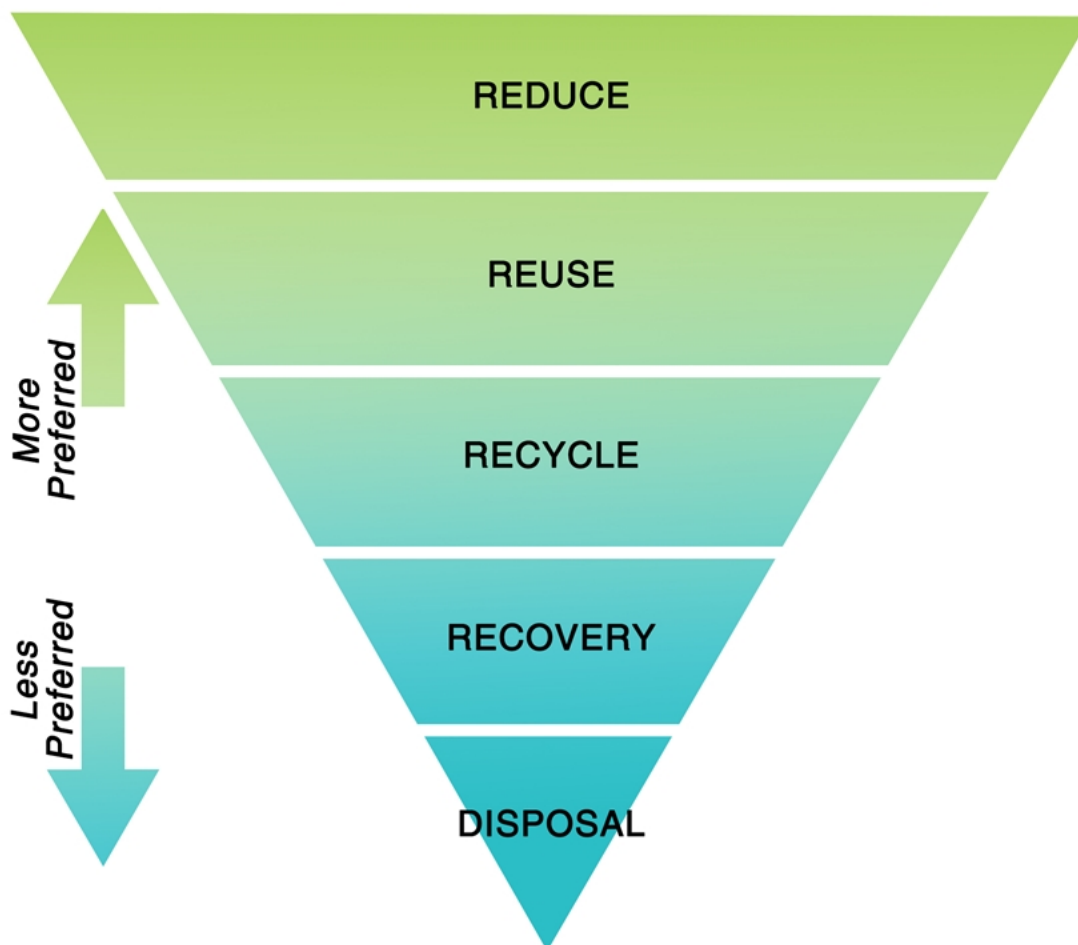 REDUCE
REUSE
More
Preferred
RECYCLE
Less
Preferred
RECOVERY
DISPOSAL